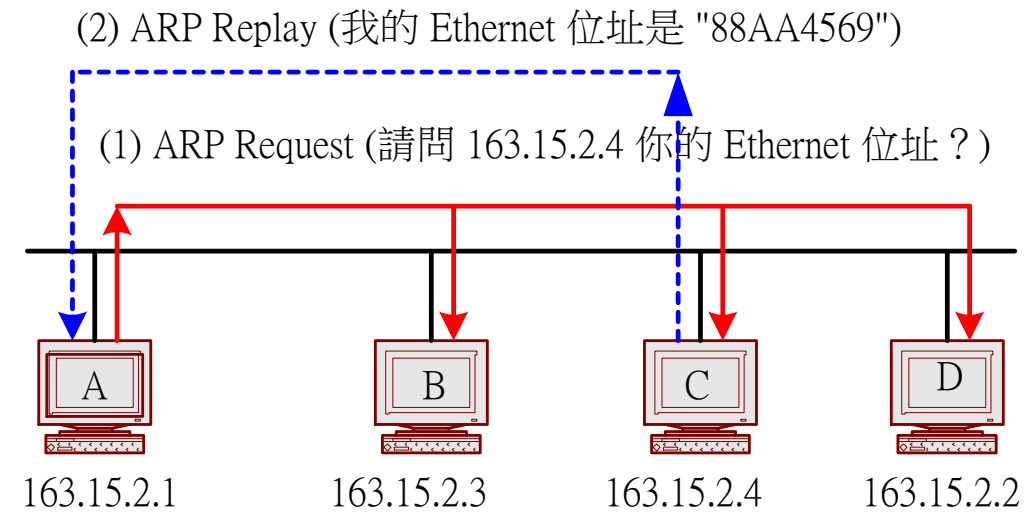 (2) ARP Replay (我的 Ethernet 位址是 "88AA4569")
(1) ARP Request (請問 163.15.2.4 你的 Ethernet 位址？)
A
B
C
D
163.15.2.1
163.15.2.3
163.15.2.4
163.15.2.2